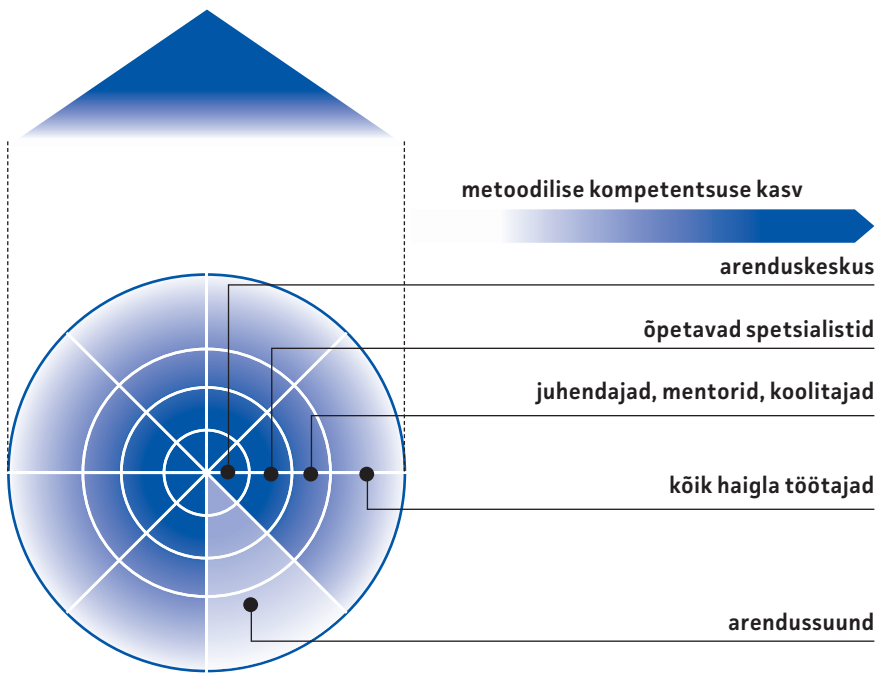 metoodilise kompetentsuse kasv
arenduskeskus
õpetavad spetsialistid
juhendajad, mentorid, koolitajad
kõik haigla töötajad
arendussuund